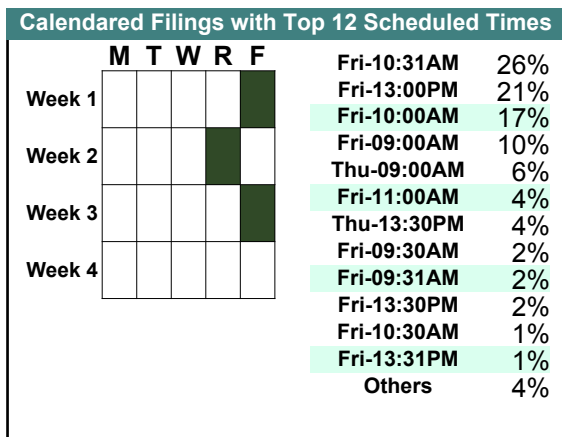 Calendared Filings with Top 12 Scheduled Times
M T W R F
Week 1
Week 2
Week 3
Week 4
Fri-10:31AM 26%
Fri-13:00PM 21%
Fri-10:00AM 17%
Fri-09:00AM 10%
Thu-09:00AM 6%
Fri-11:00AM 4%
Thu-13:30PM 4%
Fri-09:30AM 2%
Fri-09:31AM 2%
Fri-13:30PM 2%
Fri-10:30AM 1%
Fri-13:31PM 1%
Others 4%